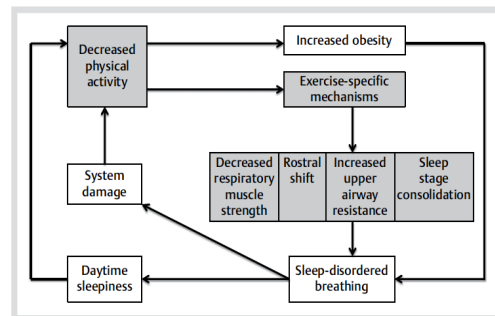 Decreased
physical
activity
Increased obesity
Exercise-specific
mechanisms
Decreased
respiratory
muscle
strength
Rostral
shift
Increased
upper
airway
resistance
Sleep
stage
consolidation
System
damage
Daytime
sleepiness
Sleep-disordered
breathing